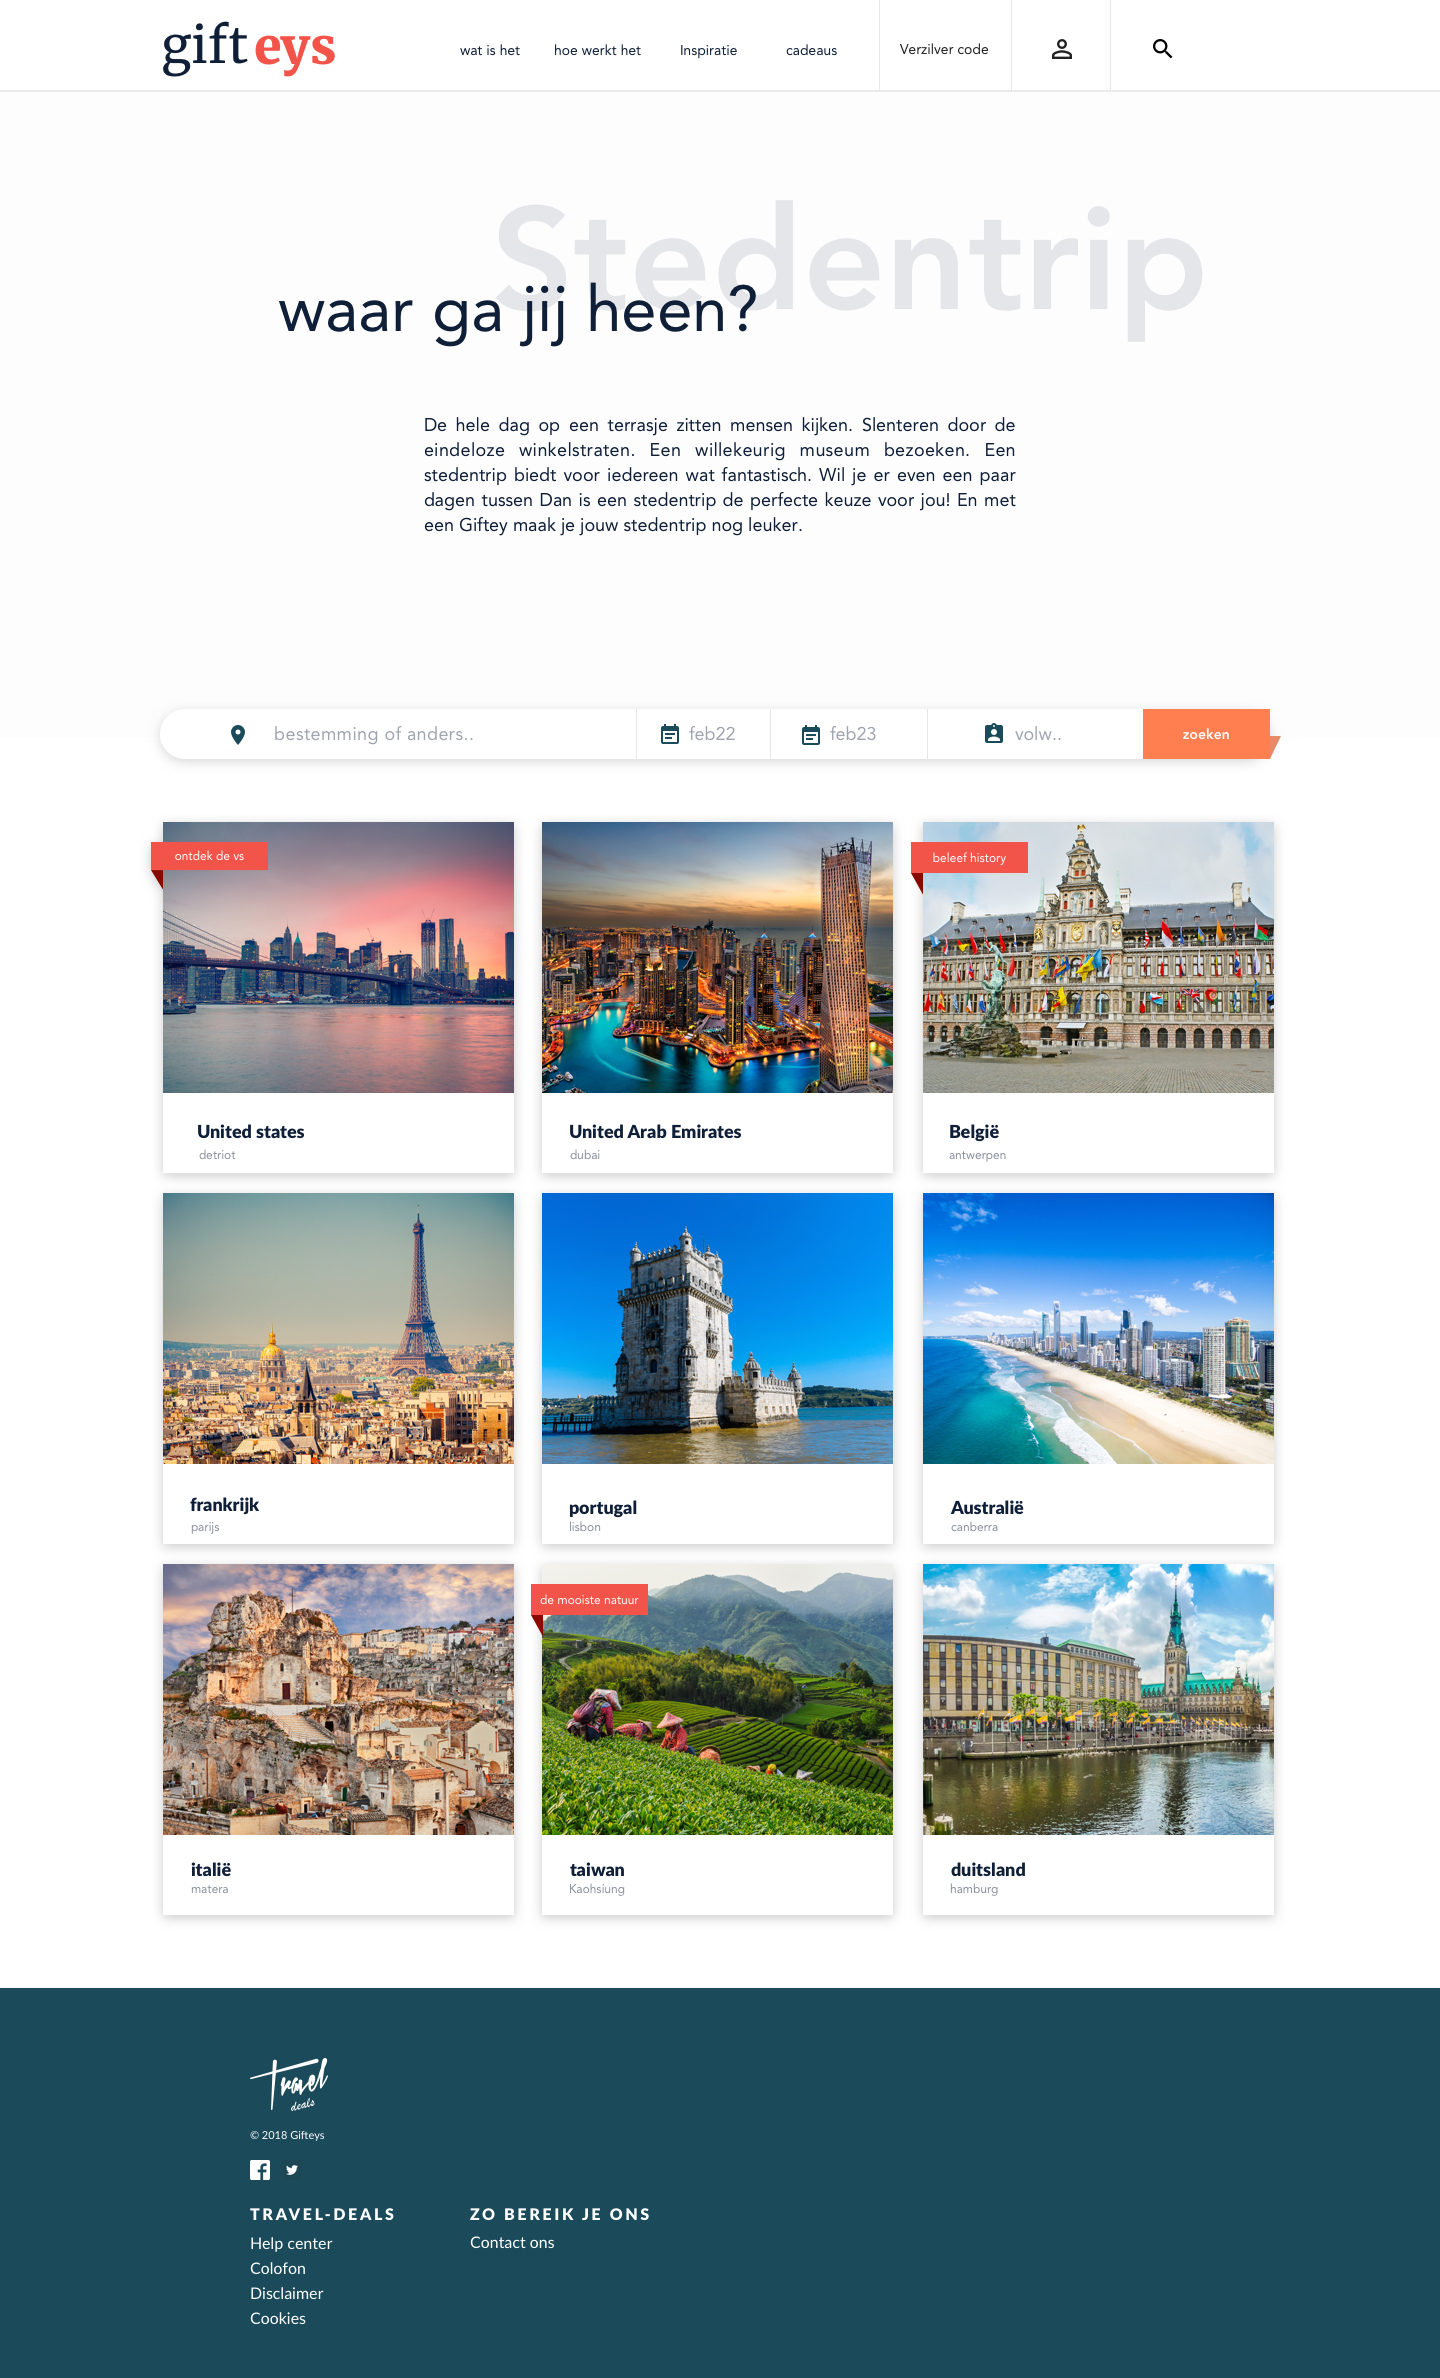 gift eys
wat is het
hoe werkt het
Inspiratie
cadeaus
Verzilver code
Stedentrip
waar ga jij heen?
De hele dag op een terrasje zitten mensen kijken. Slenteren door de
eindeloze winkelstraten. Een willekeurig museum bezoeken. Een
stedentrip biedt voor iedereen wat fantastisch. Wil je er even een paar
dagen tussen Dan is een stedentrip de perfecte keuze voor jou! En met
een Giftey maak je jouw stedentrip nog leuker.
bestemming of anders..
feb22
feb23
volw..
zoeken
ontdek de vs
beleef history
United states
detriot
United Arab Emirates
dubai
België
antwerpen
frankrijk
parijs
portugal
lisbon
Australië
canberra
de mooiste natuur
italië
matera
taiwan
Kaohsiung
duitsland
hamburg
Travel
deals
© 2018 Gifteys
TRAVEL-DEALS
Help center
Colofon
Disclaimer
Cookies
ZO BEREIK JE ONS
Contact ons